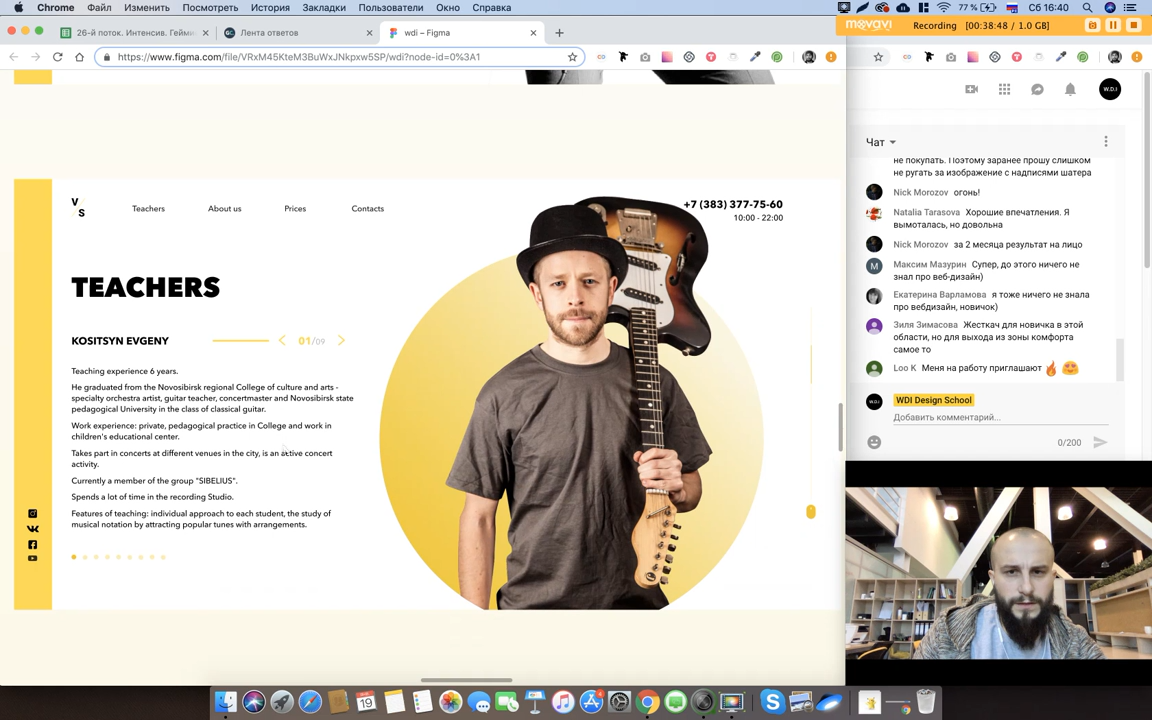 Chrome Файл Изменить Посмотреть История Закладки Пользователи Окно Справка
77 % Сб 16:40
26-й поток. Интенсив. Гейми
Лента ответов
wdi – Figma
movavi Recording [00:38:48 / 1.0 GB]
https://www.figma.com/file/VRxM45KteM3BuWxJNkpxw5SP/wdi?node-id=0%3A1
V
S
Teachers About us Prices Contacts
+7 (383) 377-75-60
10:00 - 22:00
TEACHERS
KOSITSYN EVGENY
01/09
Teaching experience 6 years.
He graduated from the Novosibirsk regional College of culture and arts -
specialty orchestra artist, guitar teacher, concertmaster and Novosibirsk state
pedagogical University in the class of classical guitar.
Work experience: private, pedagogical practice in College and work in
children's educational center.
Takes part in concerts at different venues in the city, is an active concert
activity.
Currently a member of the group "SIBELIUS".
Spends a lot of time in the recording Studio.
Features of teaching: individual approach to each student, the study of
musical notation by attracting popular tunes with arrangements.
W.D.I
Чат
не покупать. Поэтому заранее прошу слишком
не ругать за изображение с надписями шатера
Nick Morozov огонь!
Natalia Tarasova Хорошие впечатления. Я
вымоталась, но довольна
Nick Morozov за 2 месяца результат на лицо
М Максим Мазурин Супер, до этого ничего не
знал про веб-дизайн)
Екатерина Варламова я тоже ничего не знала
про вебдизайн, новичок)
Зиля Зимасова Жесткач для новичка в этой
области, но для выхода из зоны комфорта
самое то
Loo K Меня на работу приглашают
W.D.I WDI Design School
Добавить комментарий...
0/200
19